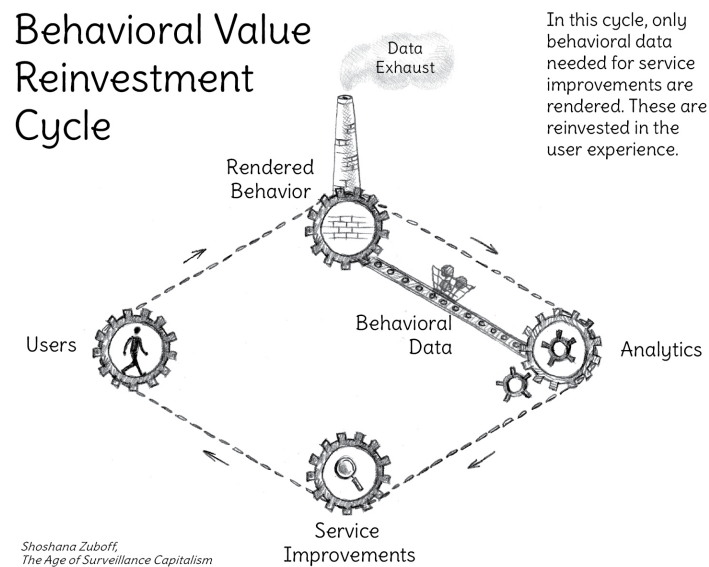 Behavioral Value
Reinvestment
Cycle
Data
Exhaust
In this cycle, only
behavioral data
needed for service
improvements are
rendered. These are
reinvested in the
user experience.
Rendered
Behavior
Users
Behavioral
Data
Analytics
Service
Improvements
Shoshana Zuboff,
The Age of Surveillance Capitalism